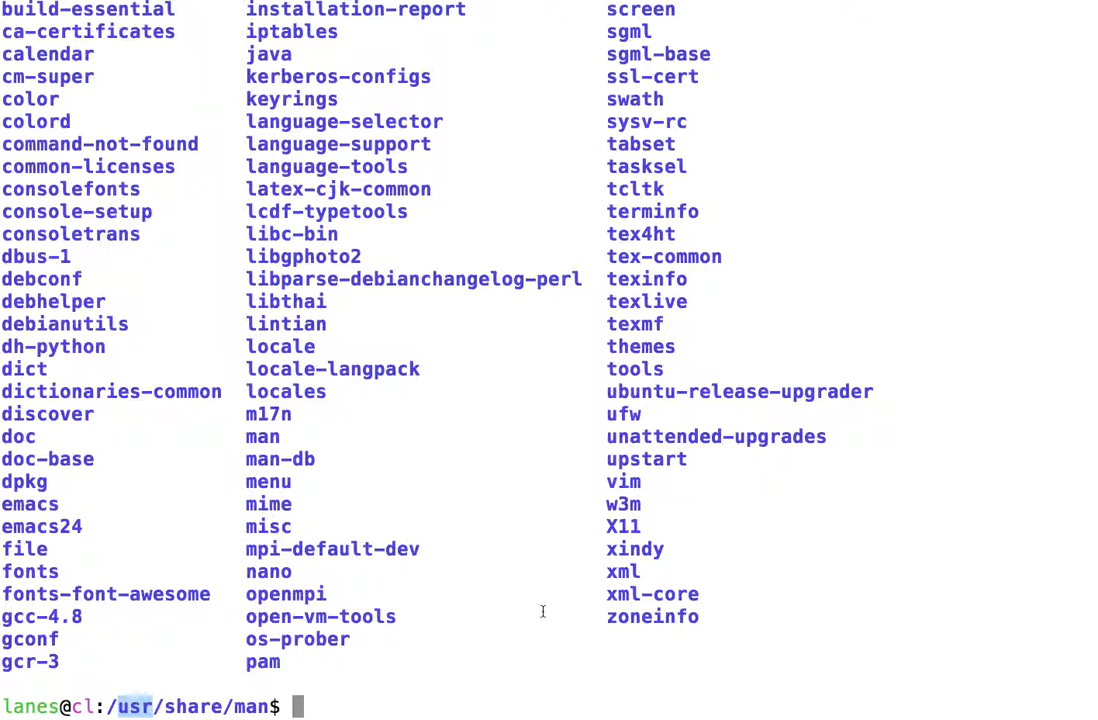 build-essential installation-report screen
ca-certificates iptables sgml
calendar java sgml-base
cm-super kerberos-configs ssl-cert
color keyrings swath
colord language-selector sysv-rc
command-not-found language-support tabset
common-licenses language-tools tasksel
consolefonts latex-cjk-common tcltk
console-setup lcdf-typetools terminfo
consoletrans libc-bin tex4ht
dbus-1 libgphoto2 tex-common
debconf libparse-debianchangelog-perl texinfo
debhelper libthai texlive
debianutils lintian texmf
dh-python locale themes
dict locale-langpack tools
dictionaries-common locales ubuntu-release-upgrader
discover m17n ufw
doc man unattended-upgrades
doc-base man-db upstart
dpkg menu vim
emacs mime w3m
emacs24 misc X11
file mpi-default-dev xindy
fonts nano xml
fonts-font-awesome openmpi xml-core
gcc-4.8 open-vm-tools zoneinfo
gconf os-prober
gcr-3 pam
lanes@cl:/usr/share/man$